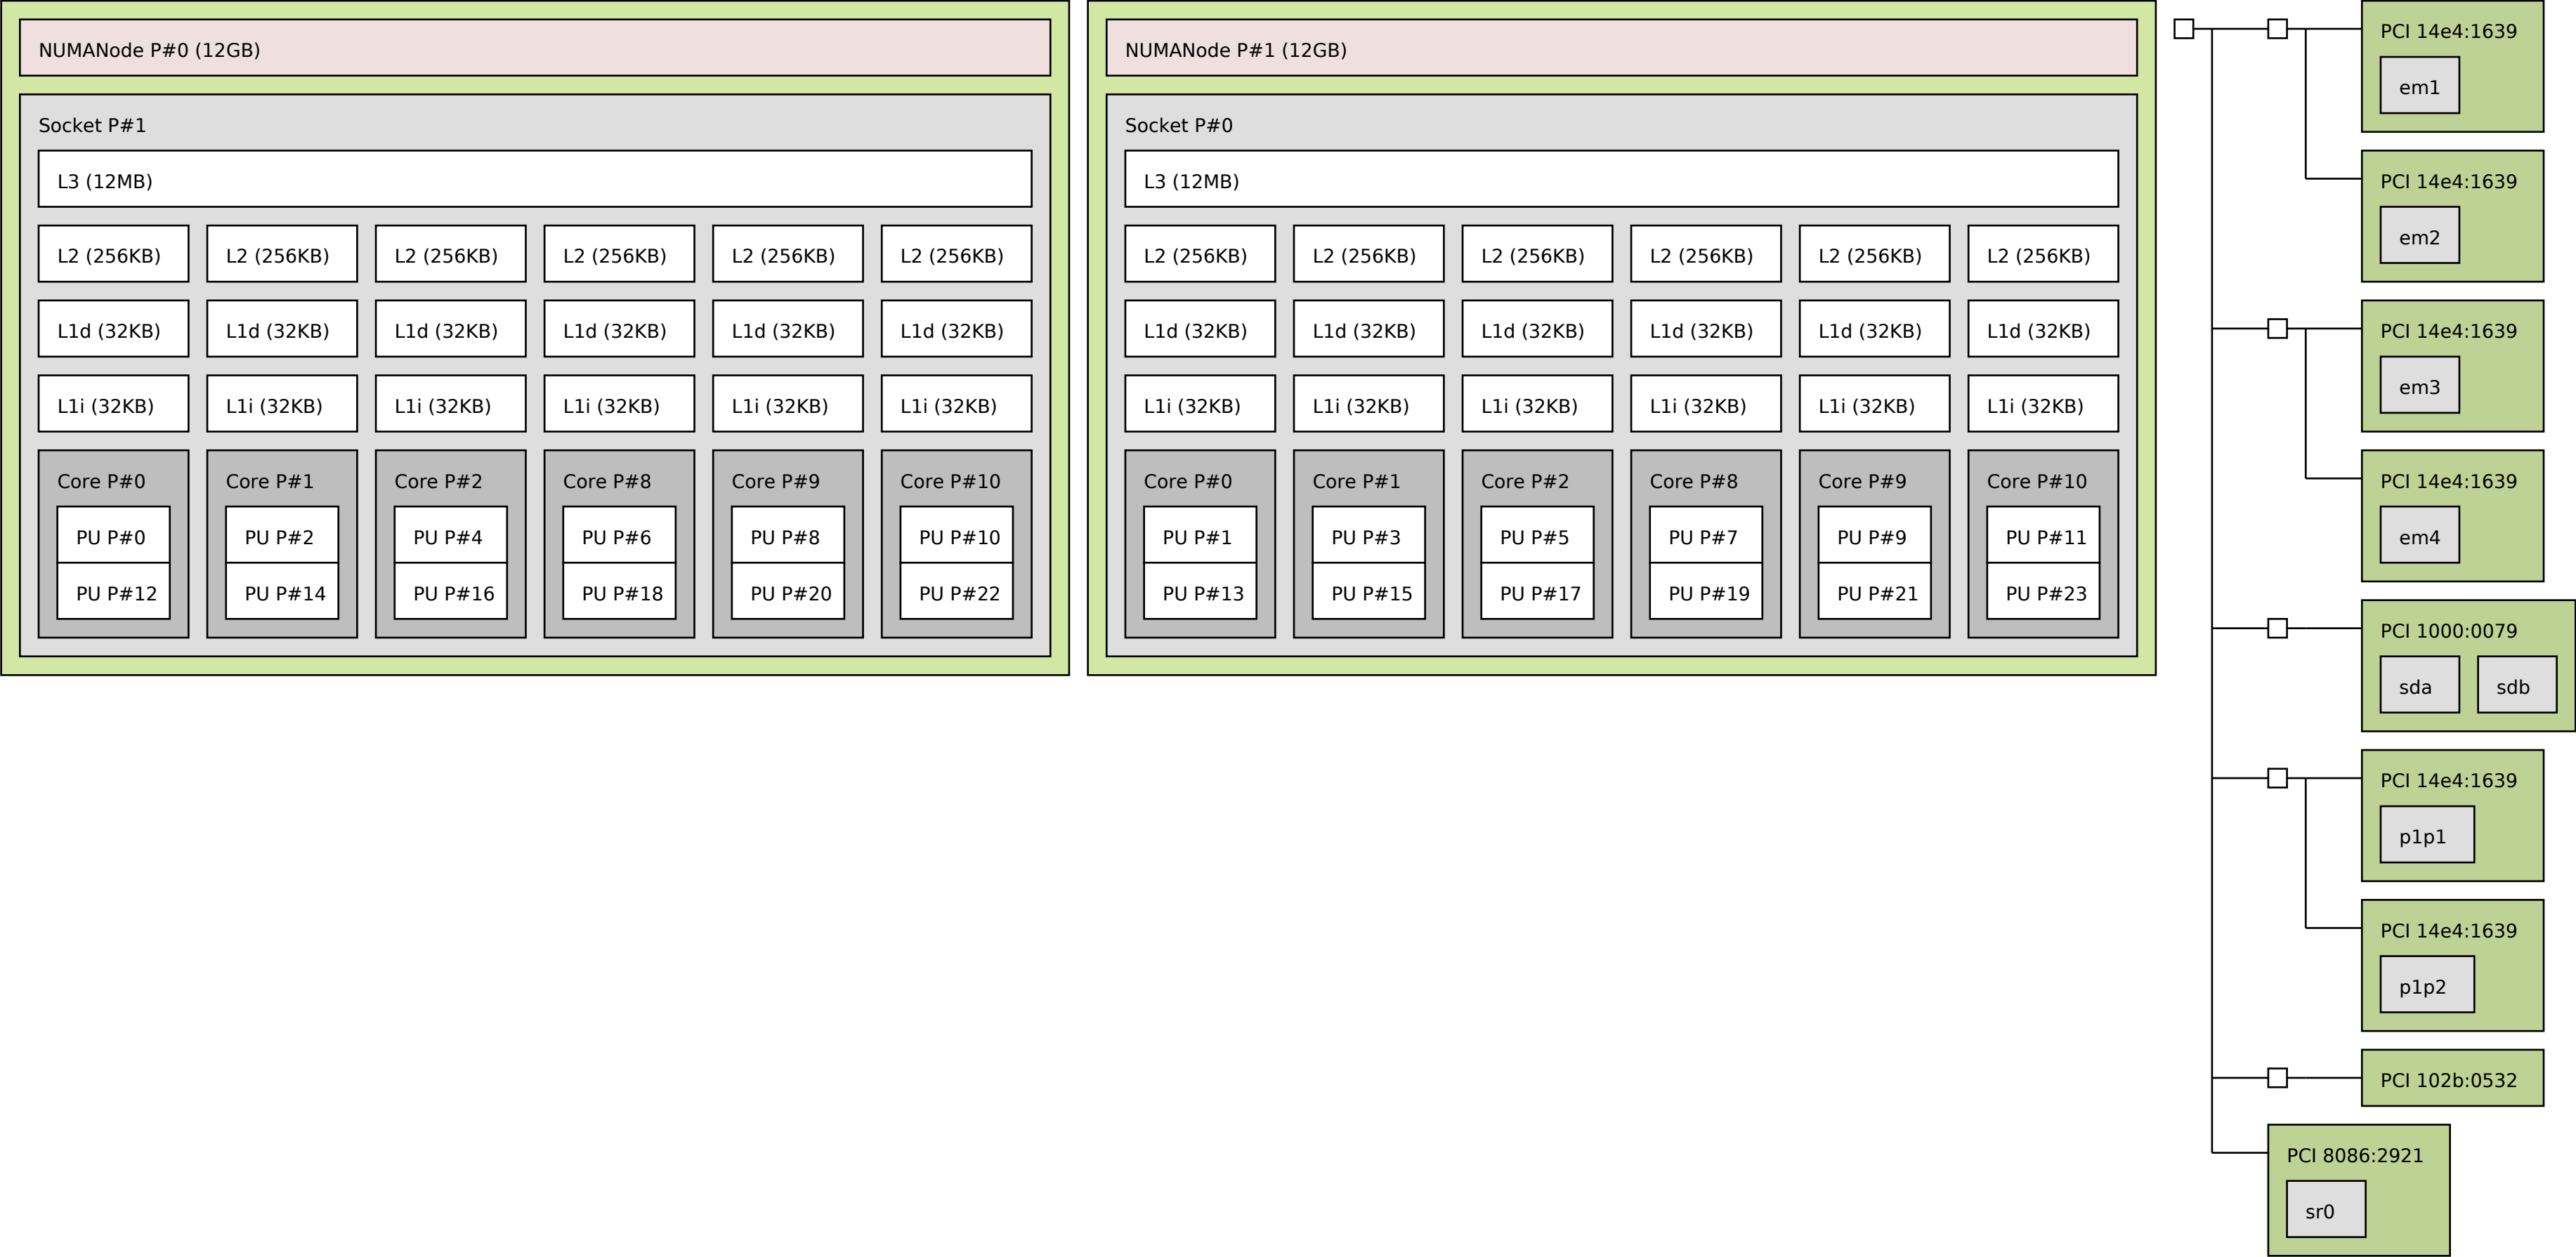 NUMANode P#0 (12GB)
Socket P#1
L3 (12MB)
L2 (256KB) L2 (256KB) L2 (256KB) L2 (256KB) L2 (256KB) L2 (256KB)
L1d (32KB) L1d (32KB) L1d (32KB) L1d (32KB) L1d (32KB) L1d (32KB)
L1i (32KB) L1i (32KB) L1i (32KB) L1i (32KB) L1i (32KB) L1i (32KB)
Core P#0 Core P#1 Core P#2 Core P#8 Core P#9 Core P#10
PU P#0 PU P#2 PU P#4 PU P#6 PU P#8 PU P#10
PU P#12 PU P#14 PU P#16 PU P#18 PU P#20 PU P#22
NUMANode P#1 (12GB)
Socket P#0
L3 (12MB)
L2 (256KB) L2 (256KB) L2 (256KB) L2 (256KB) L2 (256KB) L2 (256KB)
L1d (32KB) L1d (32KB) L1d (32KB) L1d (32KB) L1d (32KB) L1d (32KB)
L1i (32KB) L1i (32KB) L1i (32KB) L1i (32KB) L1i (32KB) L1i (32KB)
Core P#0 Core P#1 Core P#2 Core P#8 Core P#9 Core P#10
PU P#1 PU P#3 PU P#5 PU P#7 PU P#9 PU P#11
PU P#13 PU P#15 PU P#17 PU P#19 PU P#21 PU P#23
PCI 14e4:1639
em1
PCI 14e4:1639
em2
PCI 14e4:1639
em3
PCI 14e4:1639
em4
PCI 1000:0079
sda sdb
PCI 14e4:1639
p1p1
PCI 14e4:1639
p1p2
PCI 102b:0532
PCI 8086:2921
sr0